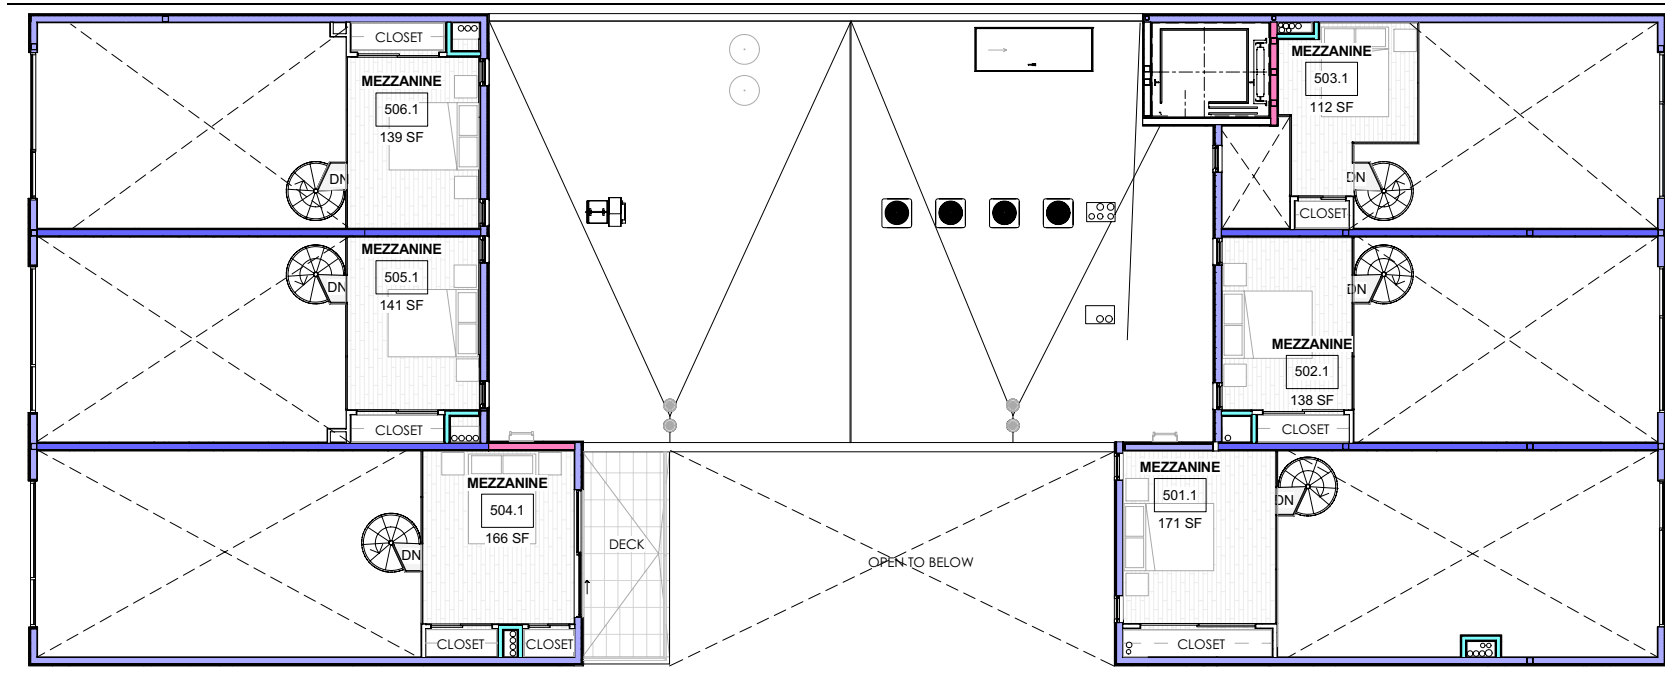 CLOSET
MEZZANINE
506.1
139 SF
DN
MEZZANINE
503.1
112 SF
DN
CLOSET
MEZZANINE
505.1
141 SF
DN
CLOSET
DN
MEZZANINE
502.1
138 SF
CLOSET
MEZZANINE
504.1
166 SF
DN
CLOSET
CLOSET
DECK
OPEN TO BELOW
MEZZANINE
501.1
171 SF
DN
CLOSET